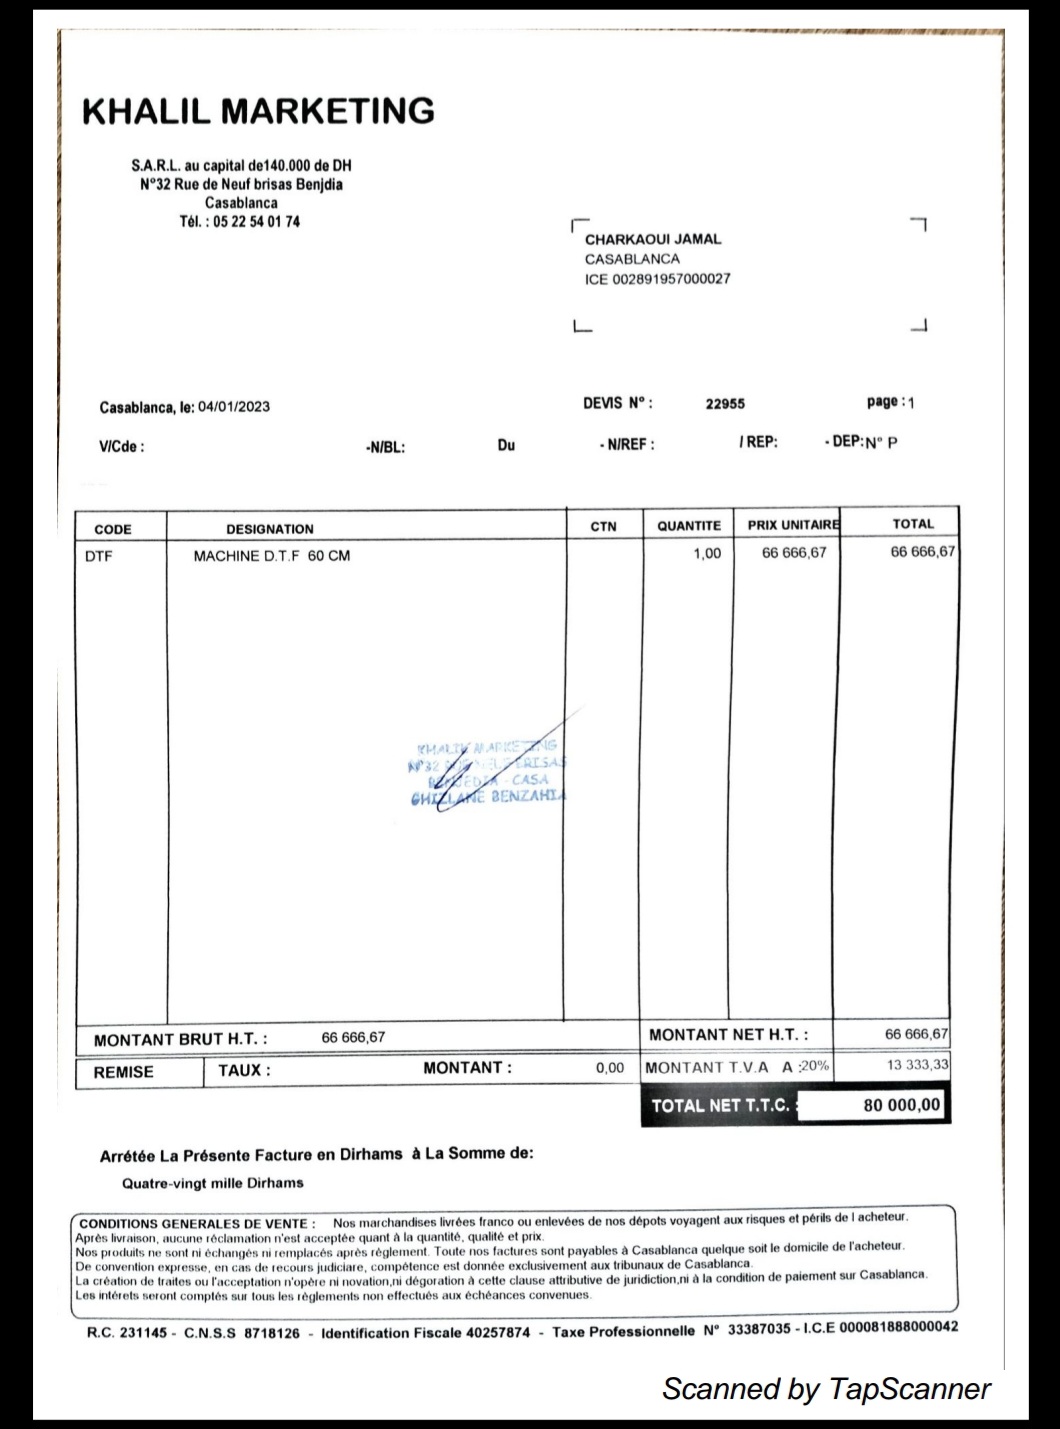 KHALIL MARKETING
S.A.R.L. au capital de140.000 de DH
N°32 Rue de Neuf brisas Benjdia
Casablanca
Tél. : 05 22 54 01 74
CHARKAOUI JAMAL
CASABLANCA
ICE 002891957000027
Casablanca, le: 04/01/2023 DEVIS N° : 22955 page : 1
V/Cde : -N/BL: Du - N/REF : / REP: - DEP: N° P
CODE DESIGNATION CTN QUANTITE PRIX UNITAIRE TOTAL
DTF MACHINE D.T.F 60 CM 1,00 66 666,67 66 666,67
KHALIL MARKETING
N°32
CASA
GHIZLANE BENZAHIA
MONTANT BRUT H.T. : 66 666,67 MONTANT NET H.T. : 66 666,67
REMISE TAUX : MONTANT : 0,00 MONTANT T.V.A A :20% 13 333,33
TOTAL NET T.T.C. : 80 000,00
Arrétée La Présente Facture en Dirhams à La Somme de:
Quatre-vingt mille Dirhams
CONDITIONS GENERALES DE VENTE : Nos marchandises livrées franco ou enlevées de nos dépots voyagent aux risques et périls de l acheteur.
Après livraison, aucune réclamation n'est acceptée quant à la quantité, qualité et prix.
Nos produits ne sont ni échangés ni remplacés après règlement. Toute nos factures sont payables à Casablanca quelque soit le domicile de l'acheteur.
De convention expresse, en cas de recours judiciare, compétence est donnée exclusivement aux tribunaux de Casablanca.
La création de traites ou l'acceptation n'opère ni novation,ni dégoration à cette clause attributive de juridiction,ni à la condition de paiement sur Casablanca.
Les intérets seront comptés sur tous les règlements non effectués aux échéances convenues.
R.C. 231145 - C.N.S.S 8718126 - Identification Fiscale 40257874 - Taxe Professionnelle N° 33387035 - I.C.E 000081888000042
Scanned by TapScanner